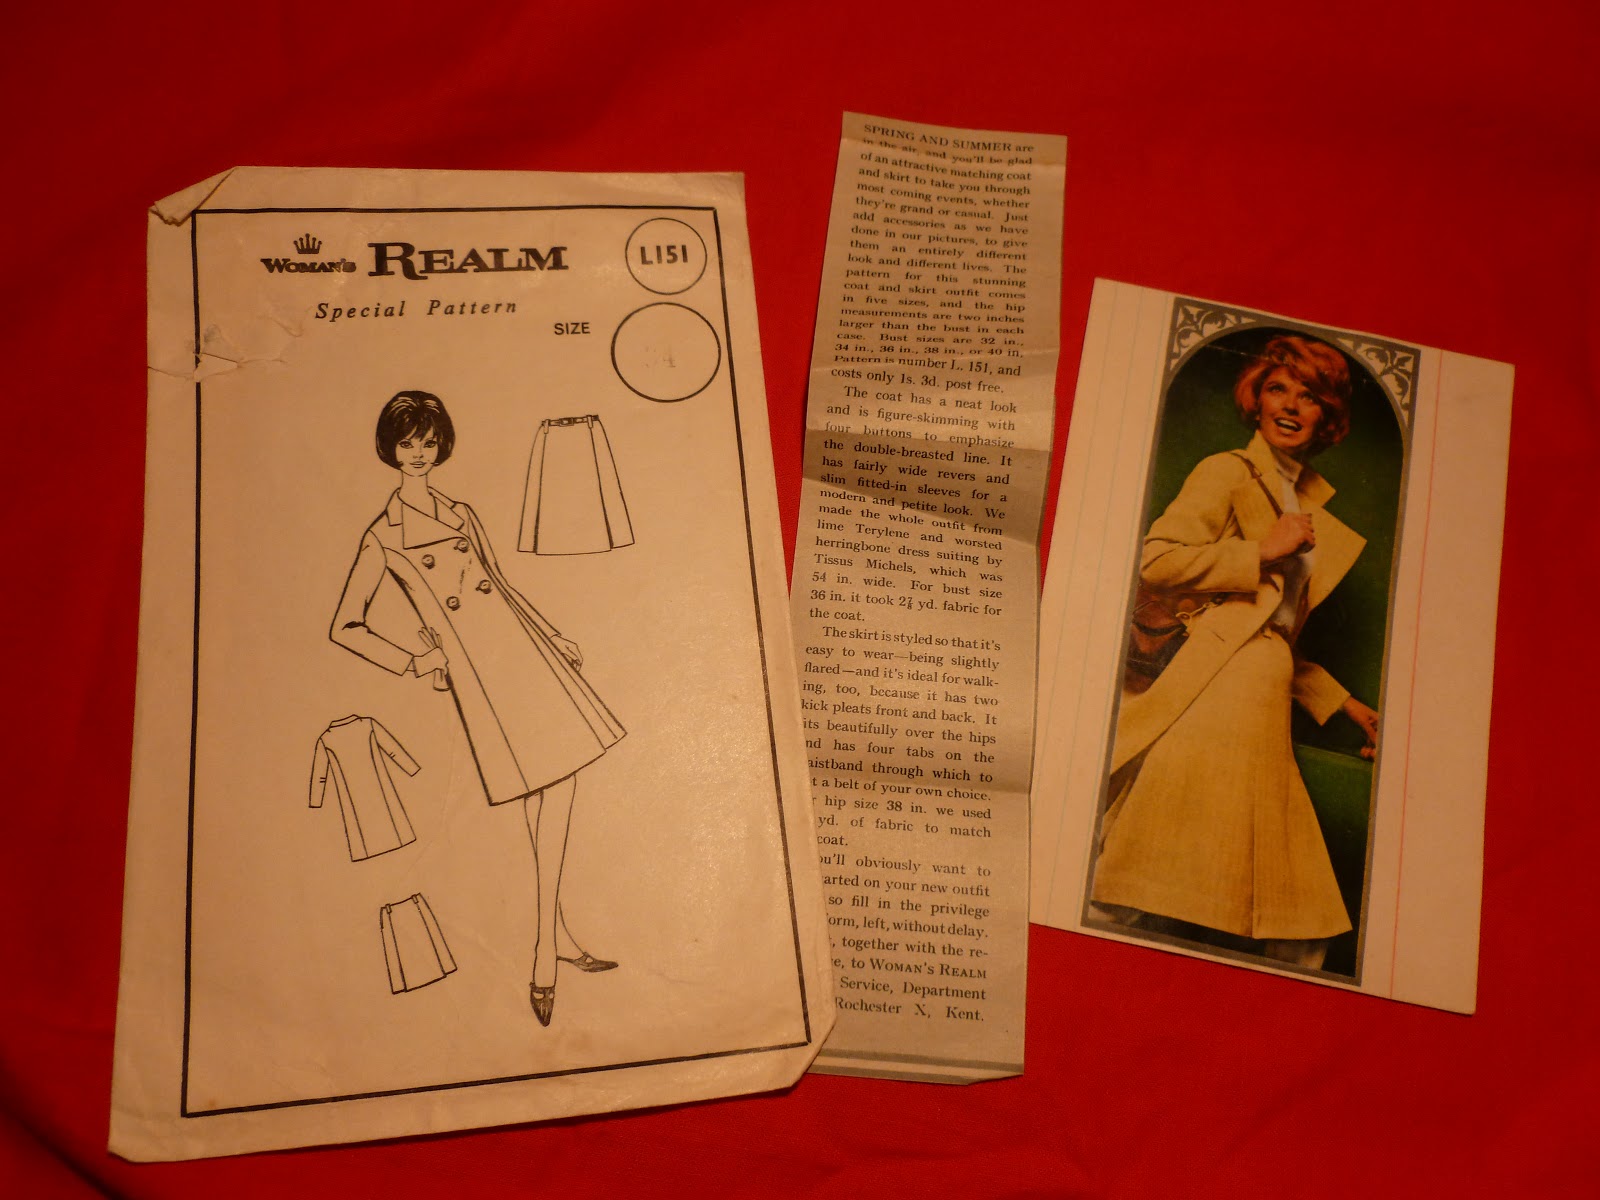 WOMAN'S REALM
L151
Special Pattern
SIZE
SPRING AND SUMMER are
in the air, and you'll be glad
of an attractive matching coat
and skirt to take you through
most coming events, whether
they're grand or casual. Just
add accessories as we have
done in our pictures, to give
them an entirely different
look and different lives. The
pattern for this stunning
coat and skirt outfit comes
in five sizes, and the hip
measurements are two inches
larger than the bust in each
case. Bust sizes are 32 in.,
34 in., 36 in., 38 in., or 40 in.
Pattern is number L. 151, and
costs only 1s. 3d. post free.
The coat has a neat look
and is figure-skimming with
four buttons to emphasize
the double-breasted line. It
has fairly wide revers and
slim fitted-in sleeves for a
modern and petite look. We
made the whole outfit from
lime Terylene and worsted
herringbone dress suiting by
Tissus Michels, which was
54 in. wide. For bust size
36 in. it took 2⅞ yd. fabric for
the coat.
The skirt is styled so that it's
easy to wear—being slightly
flared—and it's ideal for walk-
ing, too, because it has two
kick pleats front and back. It
its beautifully over the hips
nd has four tabs on the
aistband through which to
t a belt of your own choice.
r hip size 38 in. we used
yd. of fabric to match
coat.
ou'll obviously want to
arted on your new outfit
so fill in the privilege
orm, left, without delay.
, together with the re-
ce, to WOMAN'S REALM
Service, Department
Rochester X, Kent.